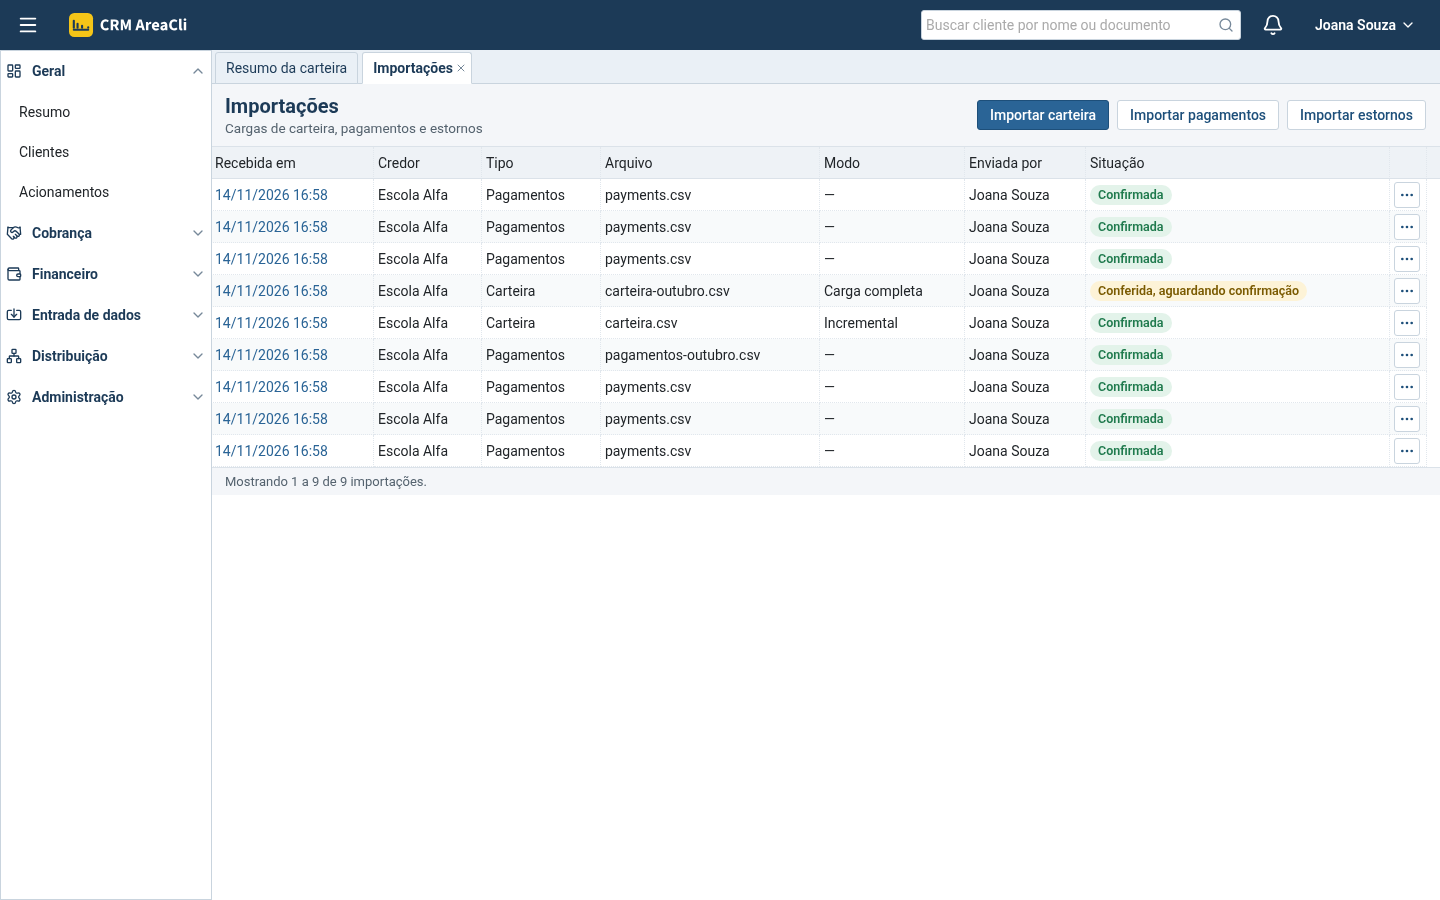 CRM AreaCli
Buscar cliente por nome ou documento
Joana Souza
Geral
Resumo
Clientes
Acionamentos
Cobrança
Financeiro
Entrada de dados
Distribuição
Administração
Resumo da carteira
Importações
Importações
Cargas de carteira, pagamentos e estornos
Importar carteira
Importar pagamentos
Importar estornos
Recebida em Credor Tipo Arquivo Modo Enviada por Situação
14/11/2026 16:58 Escola Alfa Pagamentos payments.csv — Joana Souza Confirmada
14/11/2026 16:58 Escola Alfa Pagamentos payments.csv — Joana Souza Confirmada
14/11/2026 16:58 Escola Alfa Pagamentos payments.csv — Joana Souza Confirmada
14/11/2026 16:58 Escola Alfa Carteira carteira-outubro.csv Carga completa Joana Souza Conferida, aguardando confirmação
14/11/2026 16:58 Escola Alfa Carteira carteira.csv Incremental Joana Souza Confirmada
14/11/2026 16:58 Escola Alfa Pagamentos pagamentos-outubro.csv — Joana Souza Confirmada
14/11/2026 16:58 Escola Alfa Pagamentos payments.csv — Joana Souza Confirmada
14/11/2026 16:58 Escola Alfa Pagamentos payments.csv — Joana Souza Confirmada
14/11/2026 16:58 Escola Alfa Pagamentos payments.csv — Joana Souza Confirmada
Mostrando 1 a 9 de 9 importações.